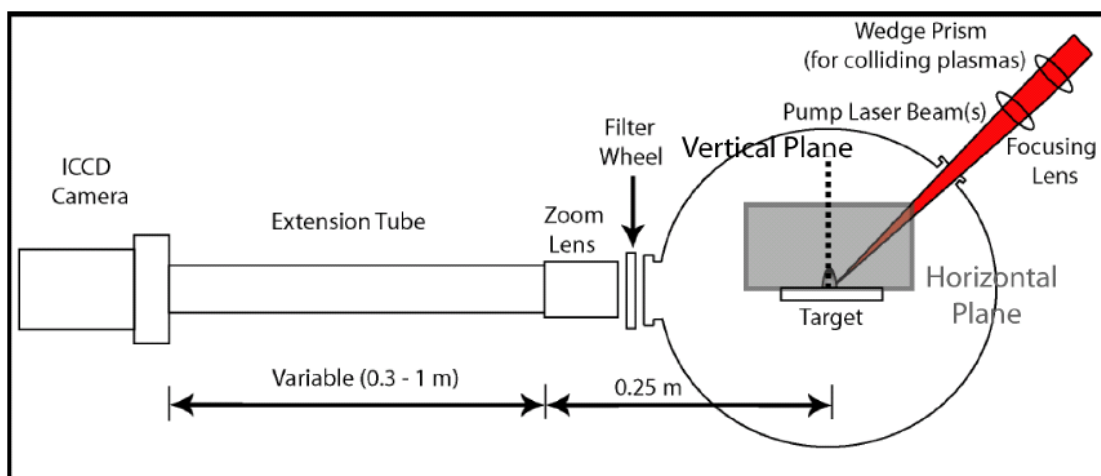 Wedge Prism
(for colliding plasmas)
Pump Laser Beam(s)
Focusing
Lens
Filter
Wheel
Vertical Plane
ICCD
Camera
Extension Tube
Zoom
Lens
Horizontal
Plane
Target
Variable (0.3 - 1 m)
0.25 m